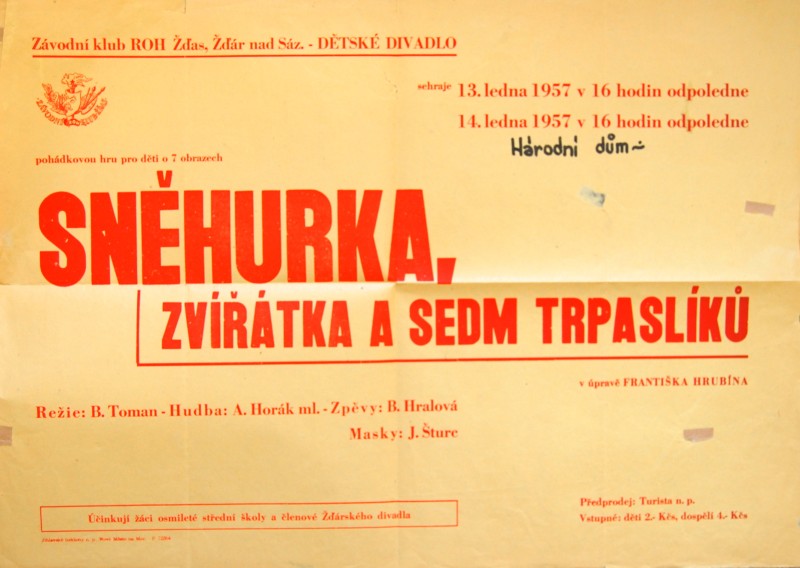 Závodní klub ROH Žďas, Žďár nad Sáz. - DĚTSKÉ DIVADLO
sehraje 13. ledna 1957 v 16 hodin odpoledne
14. ledna 1957 v 16 hodin odpoledne
Národní dům
pohádkovou hru pro děti o 7 obrazech
SNĚHURKA,
ZVÍŘÁTKA A SEDM TRPASLÍKŮ
v úpravě FRANTIŠKA HRUBÍNA
Režie: B. Toman - Hudba: A. Horák ml. - Zpěvy: B. Hralová
Masky: J. Šture
Účinkují žáci osmileté střední školy a členové Žďárského divadla
Předprodej: Turista n. p.
Vstupné: děti 2.- Kčs, dospělí 4.- Kčs